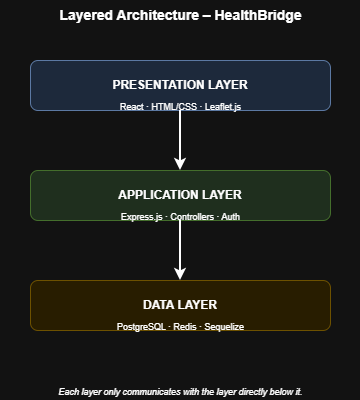 Layered Architecture – HealthBridge
PRESENTATION LAYER
React · HTML/CSS · Leaflet.js
APPLICATION LAYER
Express.js · Controllers · Auth
DATA LAYER
PostgreSQL · Redis · Sequelize
Each layer only communicates with the layer directly below it.